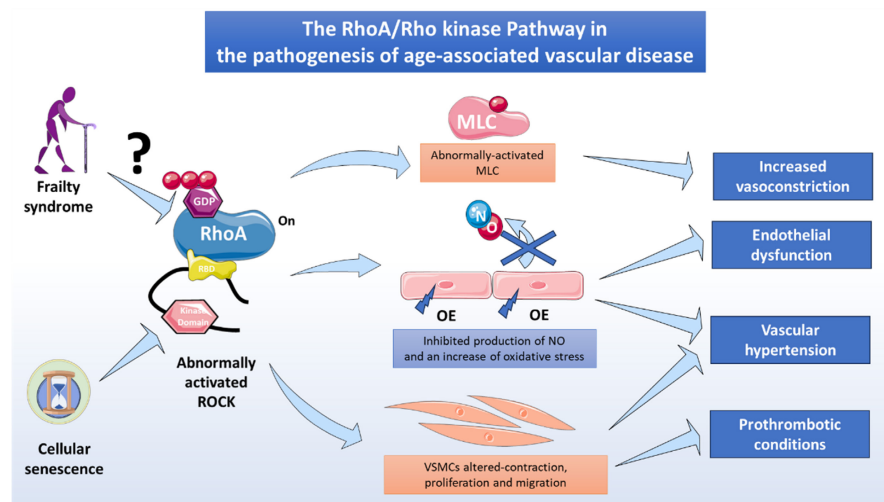 The RhoA/Rho kinase Pathway in
the pathogenesis of age-associated vascular disease
Frailty
syndrome
?
GDP
RhoA
On
RBD
Kinase
Domain
Abnormally
activated
ROCK
Cellular
senescence
MLC
Abnormally-activated
MLC
N
O
OE
OE
Inhibited production of NO
and an increase of oxidative stress
VSMCs altered-contraction,
proliferation and migration
Increased
vasoconstriction
Endothelial
dysfunction
Vascular
hypertension
Prothrombotic
conditions